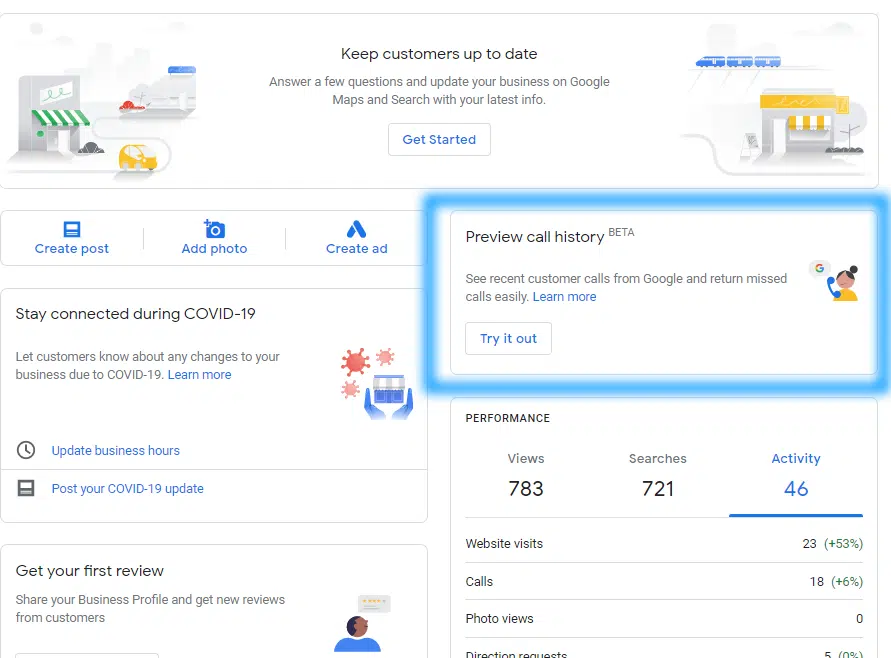 Keep customers up to date
Answer a few questions and update your business on Google
Maps and Search with your latest info.
Get Started
Create post
Add photo
Create ad
Stay connected during COVID-19
Let customers know about any changes to your
business due to COVID-19. Learn more
Update business hours
Post your COVID-19 update
Get your first review
Share your Business Profile and get new reviews
from customers
Preview call history BETA
See recent customer calls from Google and return missed
calls easily. Learn more
G
Try it out
PERFORMANCE
Views
Searches
Activity
783
721
46
Website visits 23 (+53%)
Calls 18 (+6%)
Photo views 0
Direction requests 5 (0%)